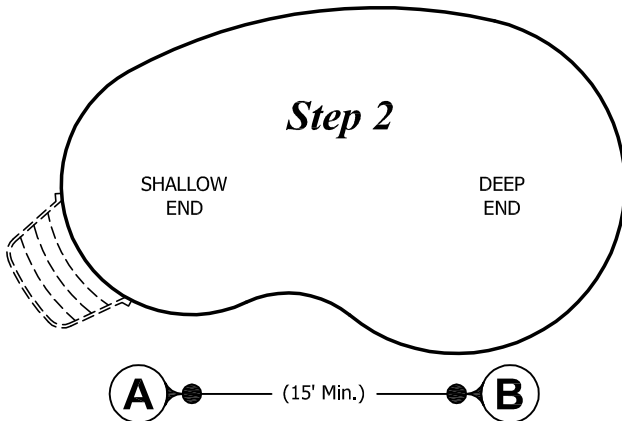 Step 2
SHALLOW
END
DEEP
END
A (15' Min.) B